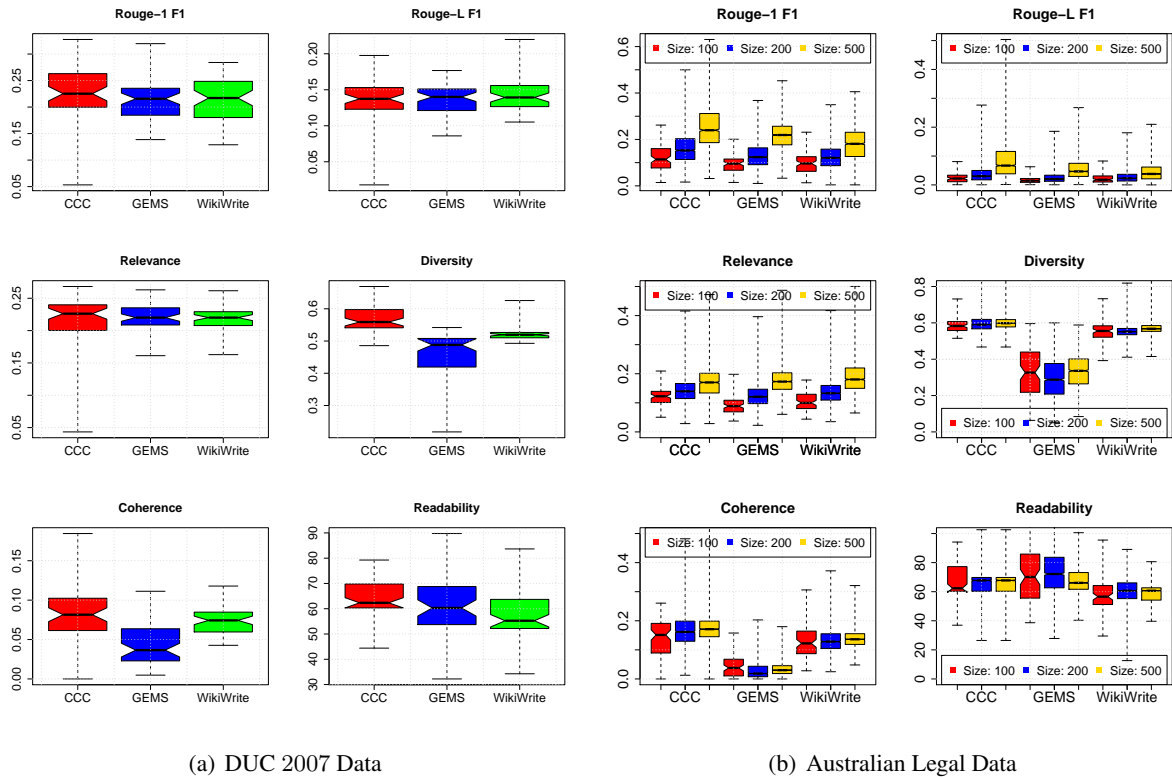 Rouge−1 F1
0.05 0.15 0.25
CCC GEMS WikiWrite
Rouge−L F1
0.05 0.10 0.15 0.20
CCC GEMS WikiWrite
Relevance
0.05 0.15 0.25
CCC GEMS WikiWrite
Diversity
0.3 0.4 0.5 0.6
CCC GEMS WikiWrite
Coherence
0.00 0.05 0.10 0.15
CCC GEMS WikiWrite
Readability
30 40 50 60 70 80 90
CCC GEMS WikiWrite
(a) DUC 2007 Data
Rouge−1 F1
Size: 100 Size: 200 Size: 500
0.0 0.2 0.4 0.6
CCC GEMS WikiWrite
Rouge−L F1
Size: 100 Size: 200 Size: 500
0.0 0.1 0.2 0.3 0.4 0.5
CCC GEMS WikiWrite
Relevance
Size: 100 Size: 200 Size: 500
0.0 0.2 0.4
CCC GEMS WikiWrite
Diversity
Size: 100 Size: 200 Size: 500
0.0 0.2 0.4 0.6 0.8
CCC GEMS WikiWrite
Coherence
Size: 100 Size: 200 Size: 500
0.0 0.2 0.4
CCC GEMS WikiWrite
Readability
Size: 100 Size: 200 Size: 500
0 20 40 60 80
CCC GEMS WikiWrite
(b) Australian Legal Data